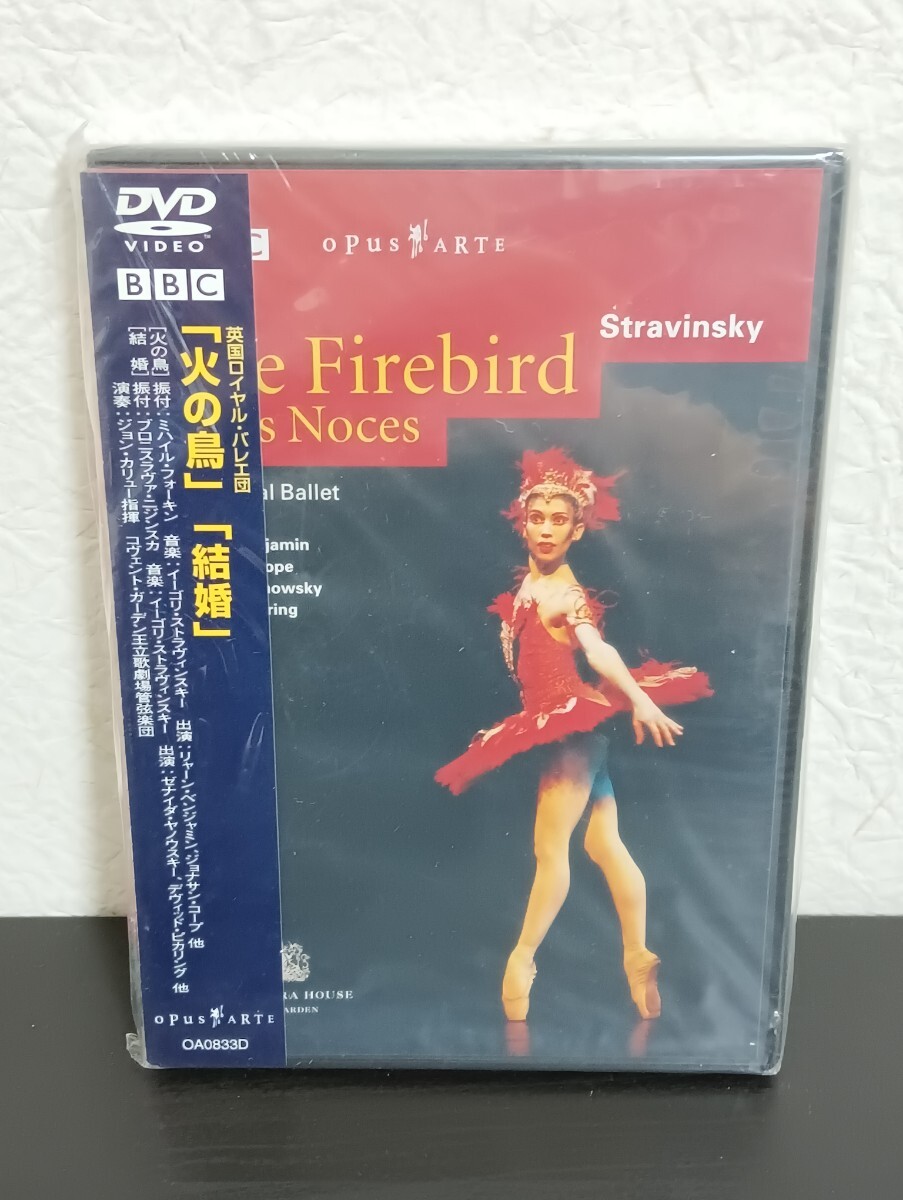 DVD
VIDEO
BBC
英国ロイヤル・バレエ団
「火の鳥」「結婚」
[火の鳥] 振付：ミハイル・フォーキン 音楽：イーゴリ・ストラヴィンスキー 出演：リャーン・ベンジャミン、ジョナサン・コープ 他
[結 婚] 振付：ブロニスラヴァ・ニジンスカ 音楽：イーゴリ・ストラヴィンスキー 出演：ゼナイダ・ヤノウスキー、デヴィッド・ピカリング 他
演奏：ジョン・カリュー指揮 コヴェント・ガーデン王立歌劇場管弦楽団
OPUS ARTE
OA0833D
C
OPUS ARTE
Stravinsky
e Firebird
s Noces
al Ballet
jamin
ope
nowsky
ring
RA HOUSE
ARDEN